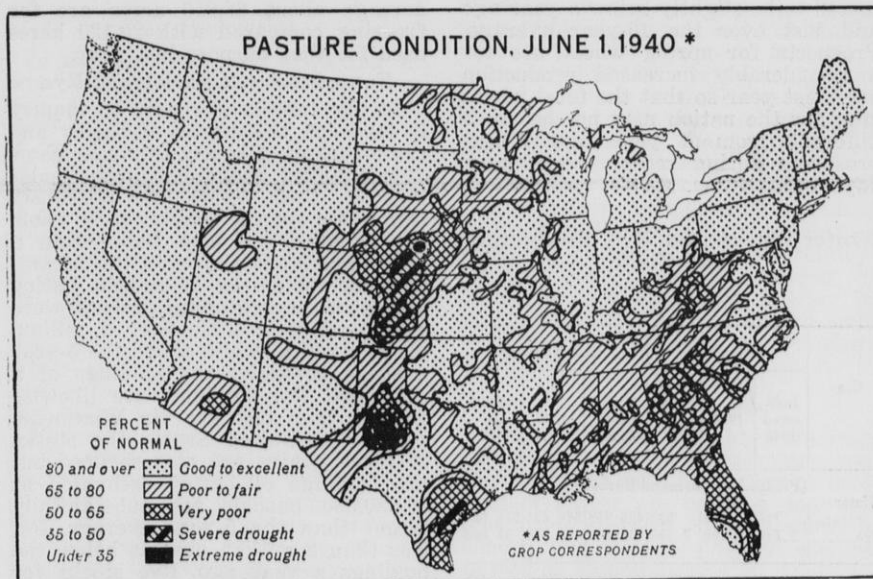 PASTURE CONDITION, JUNE 1, 1940*
PERCENT
OF NORMAL
80 and over Good to excellent
65 to 80 Poor to fair
50 to 65 Very poor
35 to 50 Severe drought
Under 35 Extreme drought
*AS REPORTED BY
CROP CORRESPONDENTS